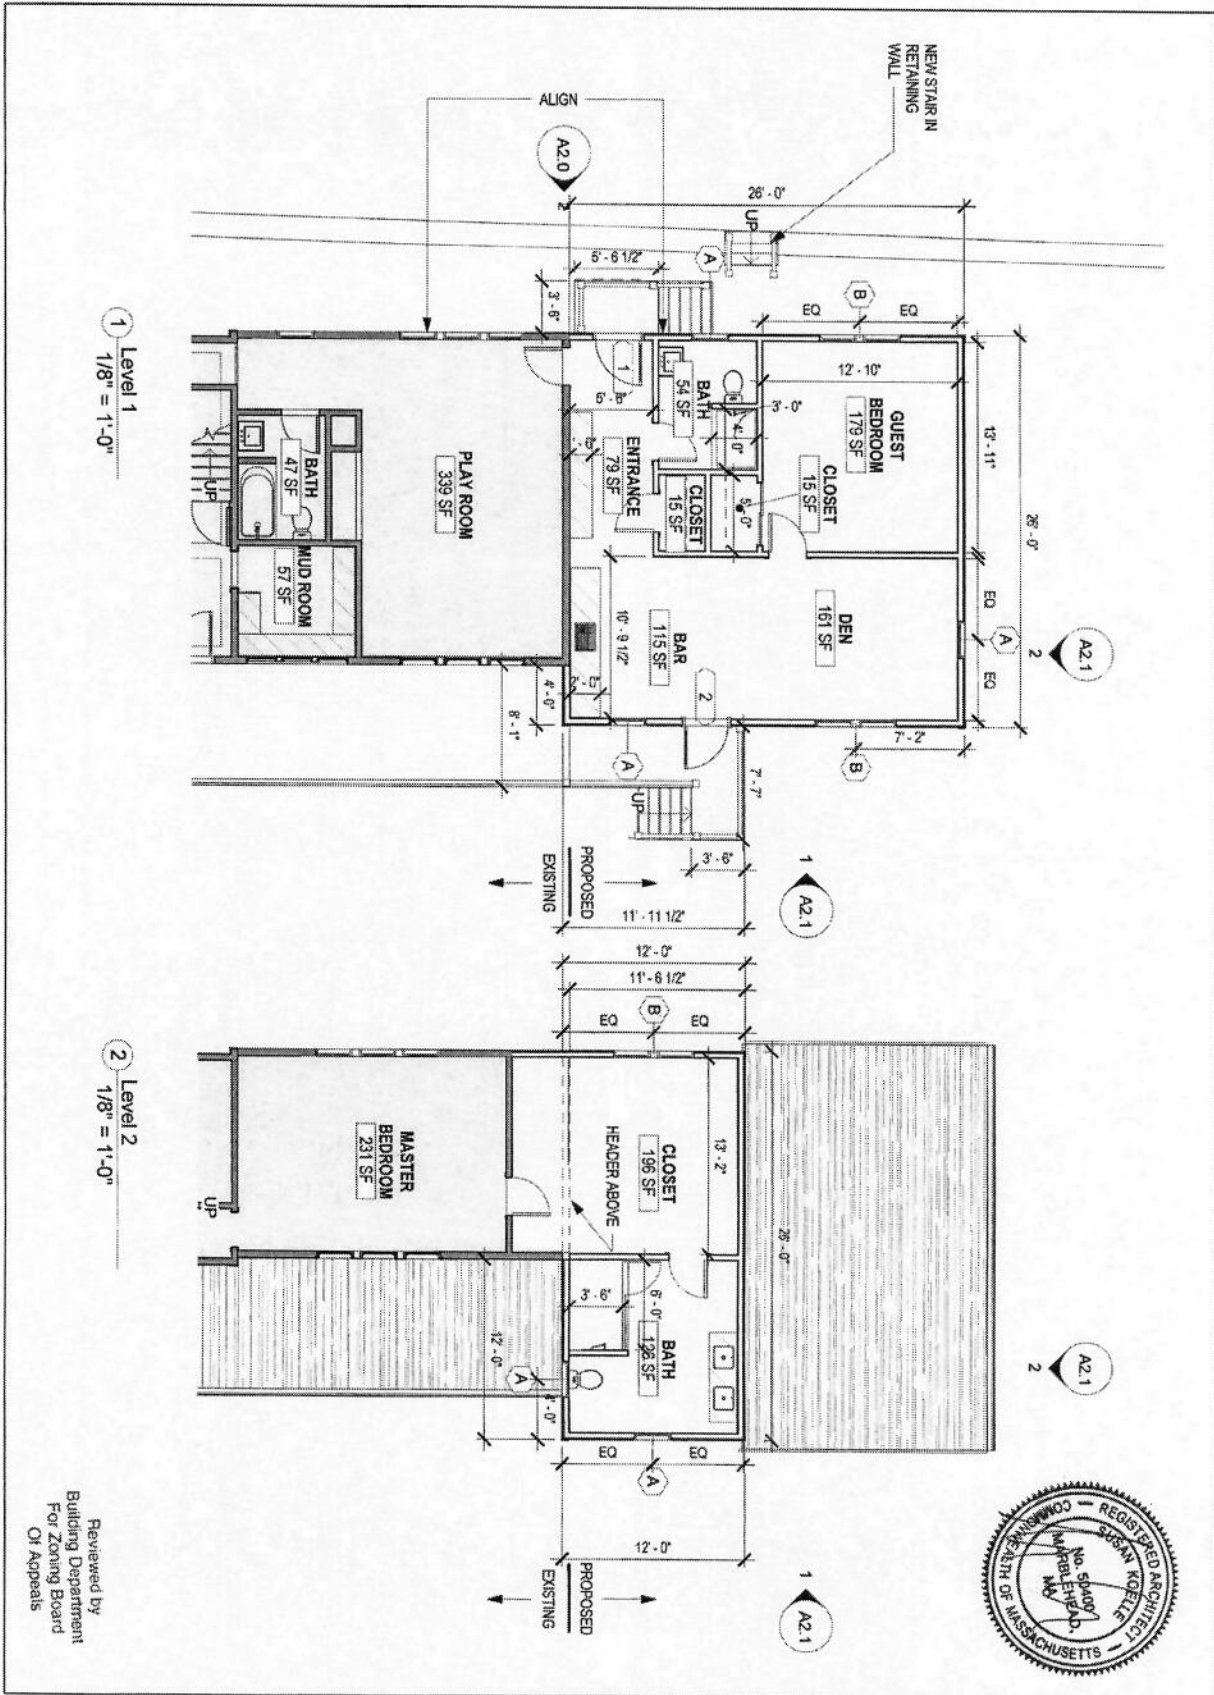 NEW STAIR IN
RETAINING
WALL
ALIGN
A2.0
2
26' - 0"
UP
5' - 6 1/2"
A
3' - 6"
B
EQ
EQ
1
BATH
54 SF
5' - 6"
3' - 0"
4' - 0"
12' - 10"
GUEST
BEDROOM
179 SF
13' - 11"
CLOSET
15 SF
5' - 0"
CLOSET
15 SF
ENTRANCE
79 SF
PLAY ROOM
339 SF
BATH
47 SF
UP
MUD ROOM
57 SF
26' - 0"
EQ
A
EQ
A2.1
2
DEN
161 SF
BAR
115 SF
10' - 9 1/2"
2
4' - 0"
8' - 1"
A
B
7' - 2"
7' - 7"
UP
3' - 6"
PROPOSED
EXISTING
11' - 11 1/2"
1
A2.1
1
Level 1
1/8" = 1'-0"
12' - 0"
11' - 6 1/2"
EQ
B
EQ
CLOSET
196 SF
13' - 2"
HEADER ABOVE
MASTER
BEDROOM
231 SF
UP
26' - 0"
3' - 6"
6' - 0"
BATH
126 SF
12' - 0"
A
4' - 0"
EQ
A
EQ
12' - 0"
PROPOSED
EXISTING
A2.1
2
1
A2.1
2
Level 2
1/8" = 1'-0"
REGISTERED ARCHITECT
SUSAN KOELLE
No. 50400
MARBLEHEAD,
MA
COMMONWEALTH OF MASSACHUSETTS
Reviewed by
Building Department
For Zoning Board
Of Appeals